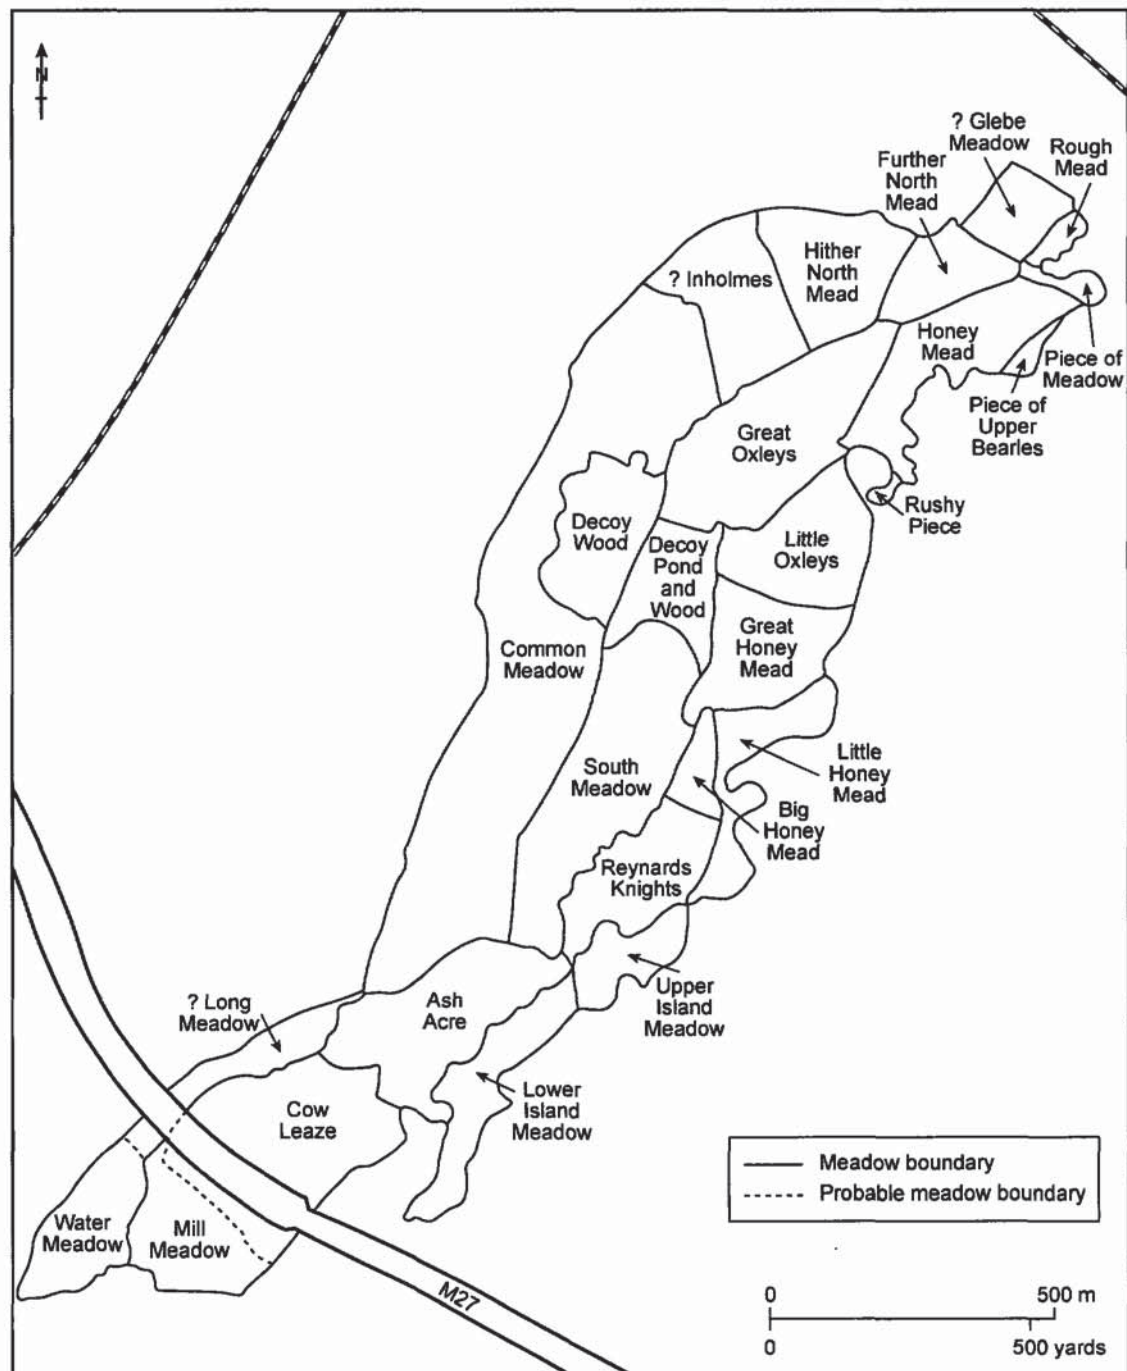 N
? Glebe
Meadow
Rough
Mead
Further
North
Mead
Hither
North
Mead
? Inholmes
Honey
Mead
Piece of
Meadow
Piece of
Upper
Bearles
Great
Oxleys
Rushy
Piece
Decoy
Wood
Decoy
Pond
and
Wood
Little
Oxleys
Common
Meadow
Great
Honey
Mead
South
Meadow
Little
Honey
Mead
Big
Honey
Mead
Reynards
Knights
Upper
Island
Meadow
? Long
Meadow
Ash
Acre
Lower
Island
Meadow
Cow
Leaze
Water
Meadow
Mill
Meadow
M27
Meadow boundary
Probable meadow boundary
0 500 m
0 500 yards